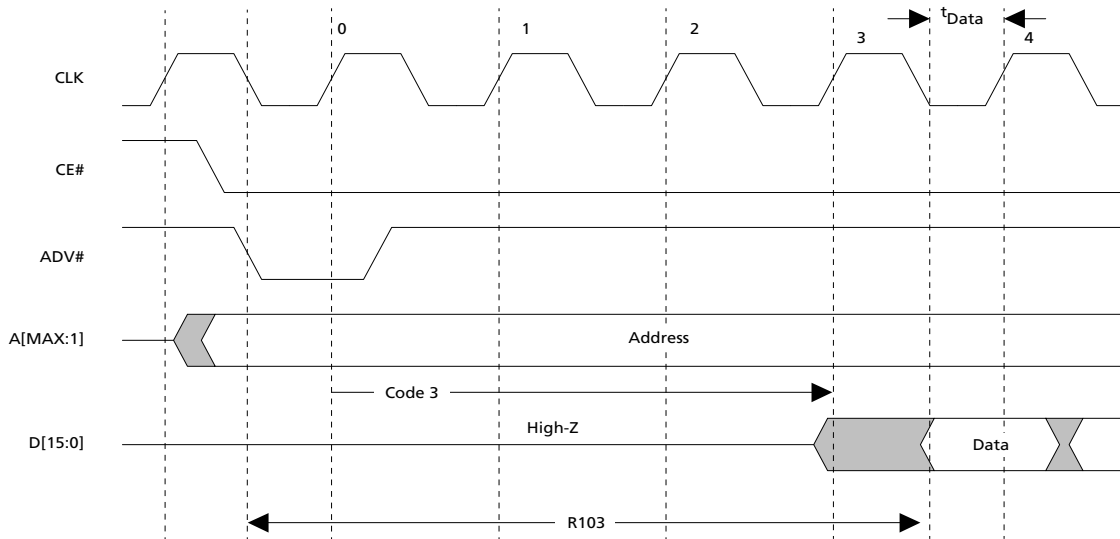 tData
0 1 2 3 4
CLK
CE#
ADV#
A[MAX:1] Address
Code 3
High-Z
D[15:0] Data
R103